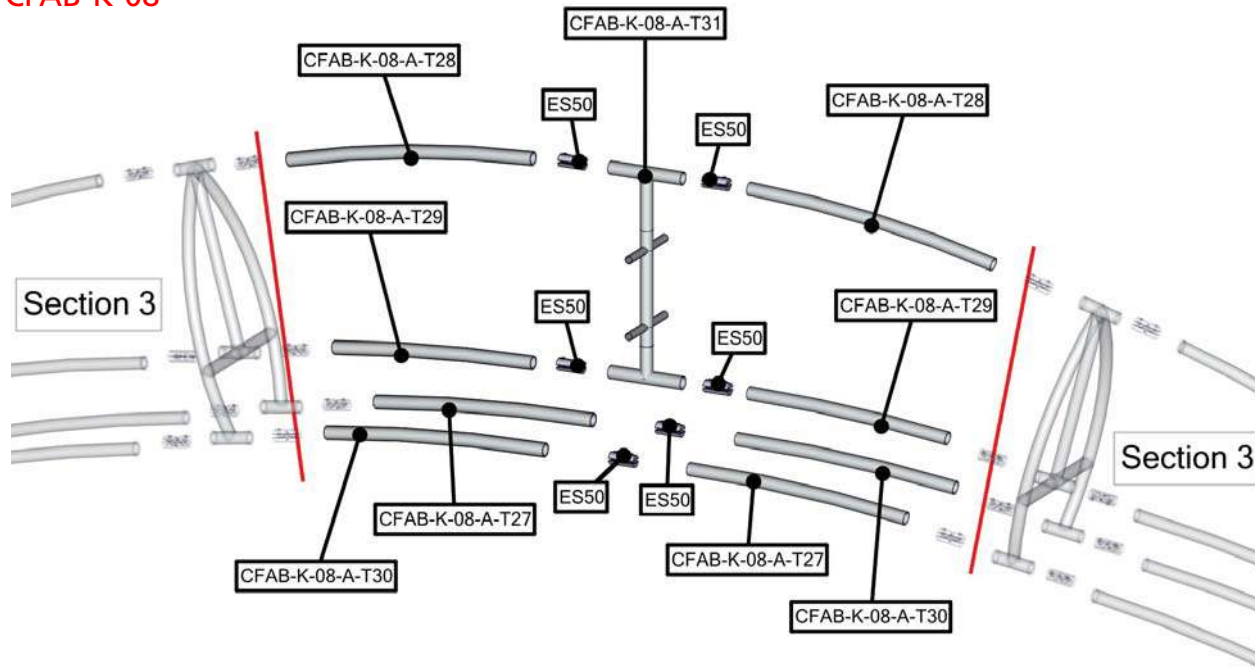 CFAB-K-08
CFAB-K-08-A-T31
CFAB-K-08-A-T28
ES50
ES50
CFAB-K-08-A-T28
CFAB-K-08-A-T29
Section 3
ES50
CFAB-K-08-A-T29
ES50
Section 3
ES50
ES50
CFAB-K-08-A-T27
CFAB-K-08-A-T27
CFAB-K-08-A-T30
CFAB-K-08-A-T30